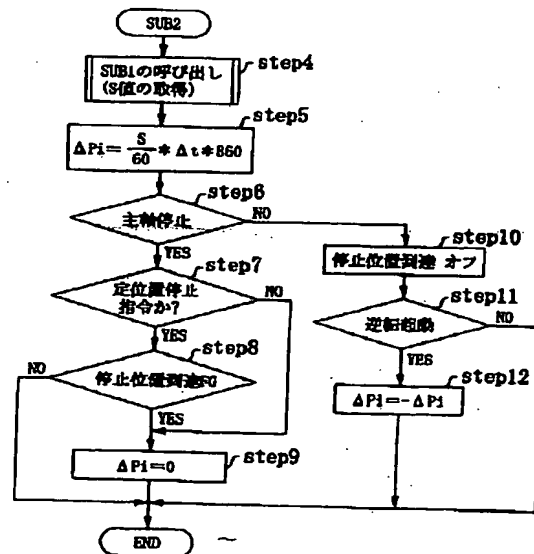 SUB2
SUB1の呼び出し
(S値の取得)
step4
step5
ΔPi= S/60 * Δt*360
step6
主軸停止
NO
YES
step7
定位置停止
指令か?
NO
YES
step8
NO
停止位置到達FG
YES
ΔPi=0
step9
step10
停止位置到達 オフ
step11
逆転起動
NO
YES
step12
ΔPi=-ΔPi
END